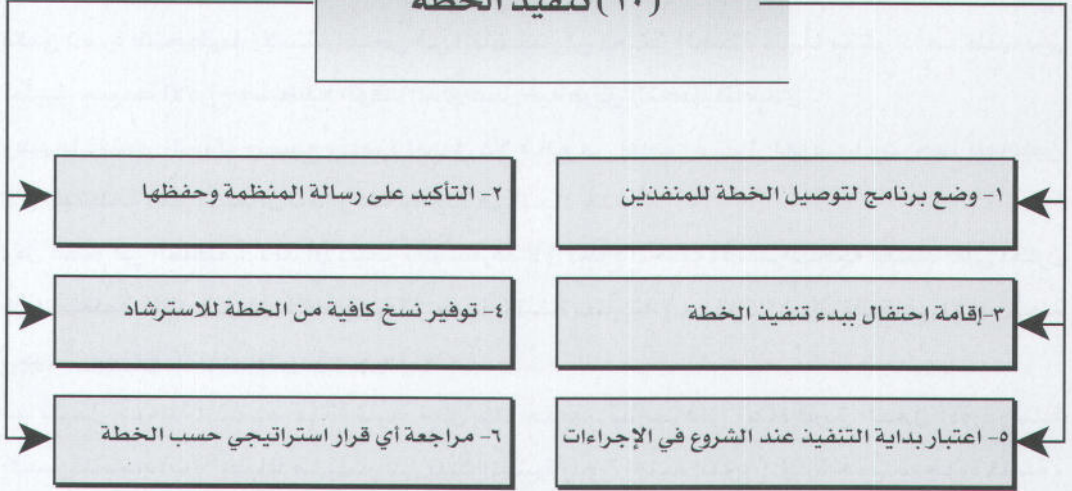 (١٠) تنفيذ الخطة
١- وضع برنامج لتوصيل الخطة للمنفذين
٢- التأكيد على رسالة المنظمة وحفظها
٣- إقامة احتفال ببدء تنفيذ الخطة
٤- توفير نسخ كافية من الخطة للاسترشاد
٥- اعتبار بداية التنفيذ عند الشروع في الإجراءات
٦- مراجعة أي قرار استراتيجي حسب الخطة